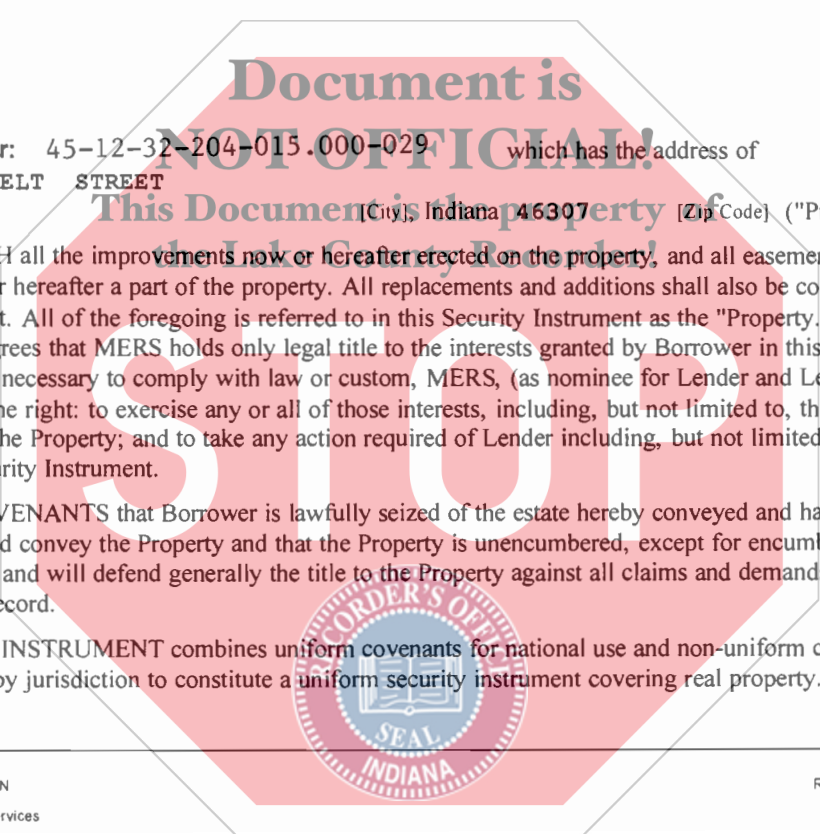 Document is
NOT OFFICIAL!
r: 45-12-32-204-015.000-029 which has the address of
ELT STREET
This Document is the property of
[City], Indiana 46307 [Zip Code] ("P
the Lake County Recorder!
H all the improvements now or hereafter erected on the property, and all easeme
r hereafter a part of the property. All replacements and additions shall also be co
t. All of the foregoing is referred to in this Security Instrument as the "Property.
rees that MERS holds only legal title to the interests granted by Borrower in this
necessary to comply with law or custom, MERS, (as nominee for Lender and Le
he right: to exercise any or all of those interests, including, but not limited to, th
he Property; and to take any action required of Lender including, but not limited
rity Instrument.
STOP
VENANTS that Borrower is lawfully seized of the estate hereby conveyed and ha
d convey the Property and that the Property is unencumbered, except for encumb
and will defend generally the title to the Property against all claims and demand
ecord.
RECORDER'S OFFICE
INSTRUMENT combines uniform covenants for national use and non-uniform c
by jurisdiction to constitute a uniform security instrument covering real property.
SEAL
INDIANA
N
R
rvices